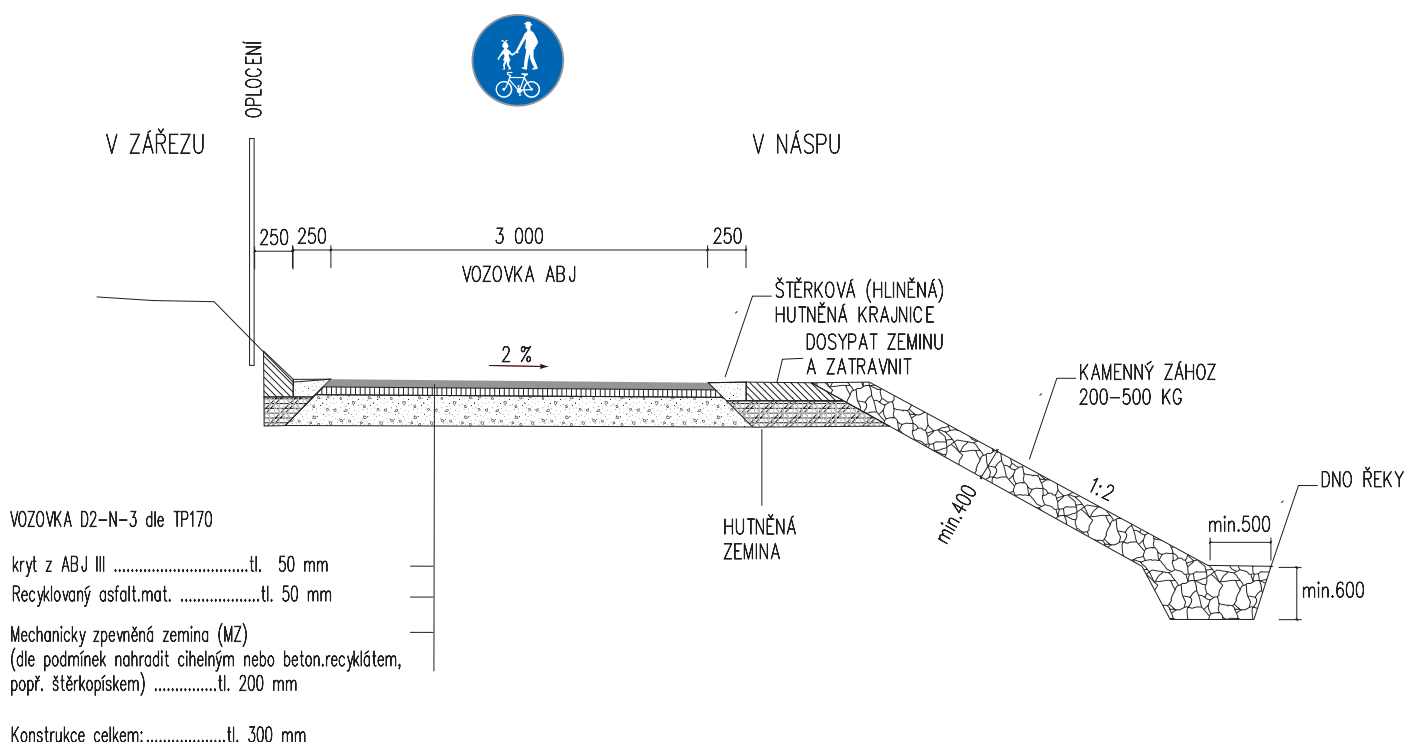 OPLOCENÍ
V ZÁŘEZU
V NÁSPU
250
250
3 000
250
VOZOVKA ABJ
ŠTĚRKOVÁ (HLINĚNÁ)
HUTNĚNÁ KRAJNICE
DOSYPAT ZEMINU
A ZATRAVNIT
2 %
KAMENNÝ ZÁHOZ
200-500 KG
1:2
DNO ŘEKY
min.400
min.500
min.600
HUTNĚNÁ
ZEMINA
VOZOVKA D2-N-3 dle TP170
kryt z ABJ III ...............................tl. 50 mm
Recyklovaný asfalt.mat. ...................tl. 50 mm
Mechanicky zpevněná zemina (MZ)
(dle podmínek nahradit cihelným nebo beton.recyklátem,
popř. štěrkopískem) ...............tl. 200 mm
Konstrukce celkem:...................tl. 300 mm